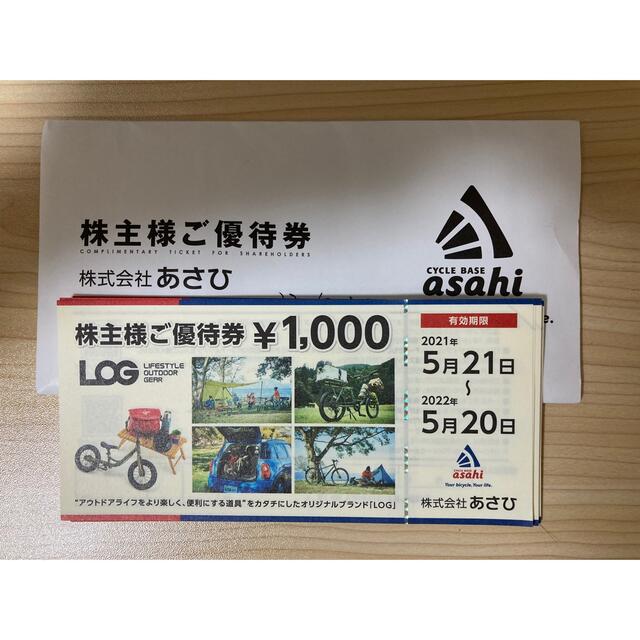 株主様ご優待券
COMPLIMENTARY TICKET FOR SHAREHOLDERS
株式会社 あさひ
CYCLE BASE
asahi
株主様ご優待券 ¥1,000
LOG LIFESTYLE
OUTDOOR
GEAR
"アウトドアライフをより楽しく、便利にする道具"をカタチにしたオリジナルブランド「LOG」
有効期限
2021年
5月21日
〜
2022年
5月20日
CYCLE BASE
asahi
Your bicycle, Your life.
株式会社 あさひ